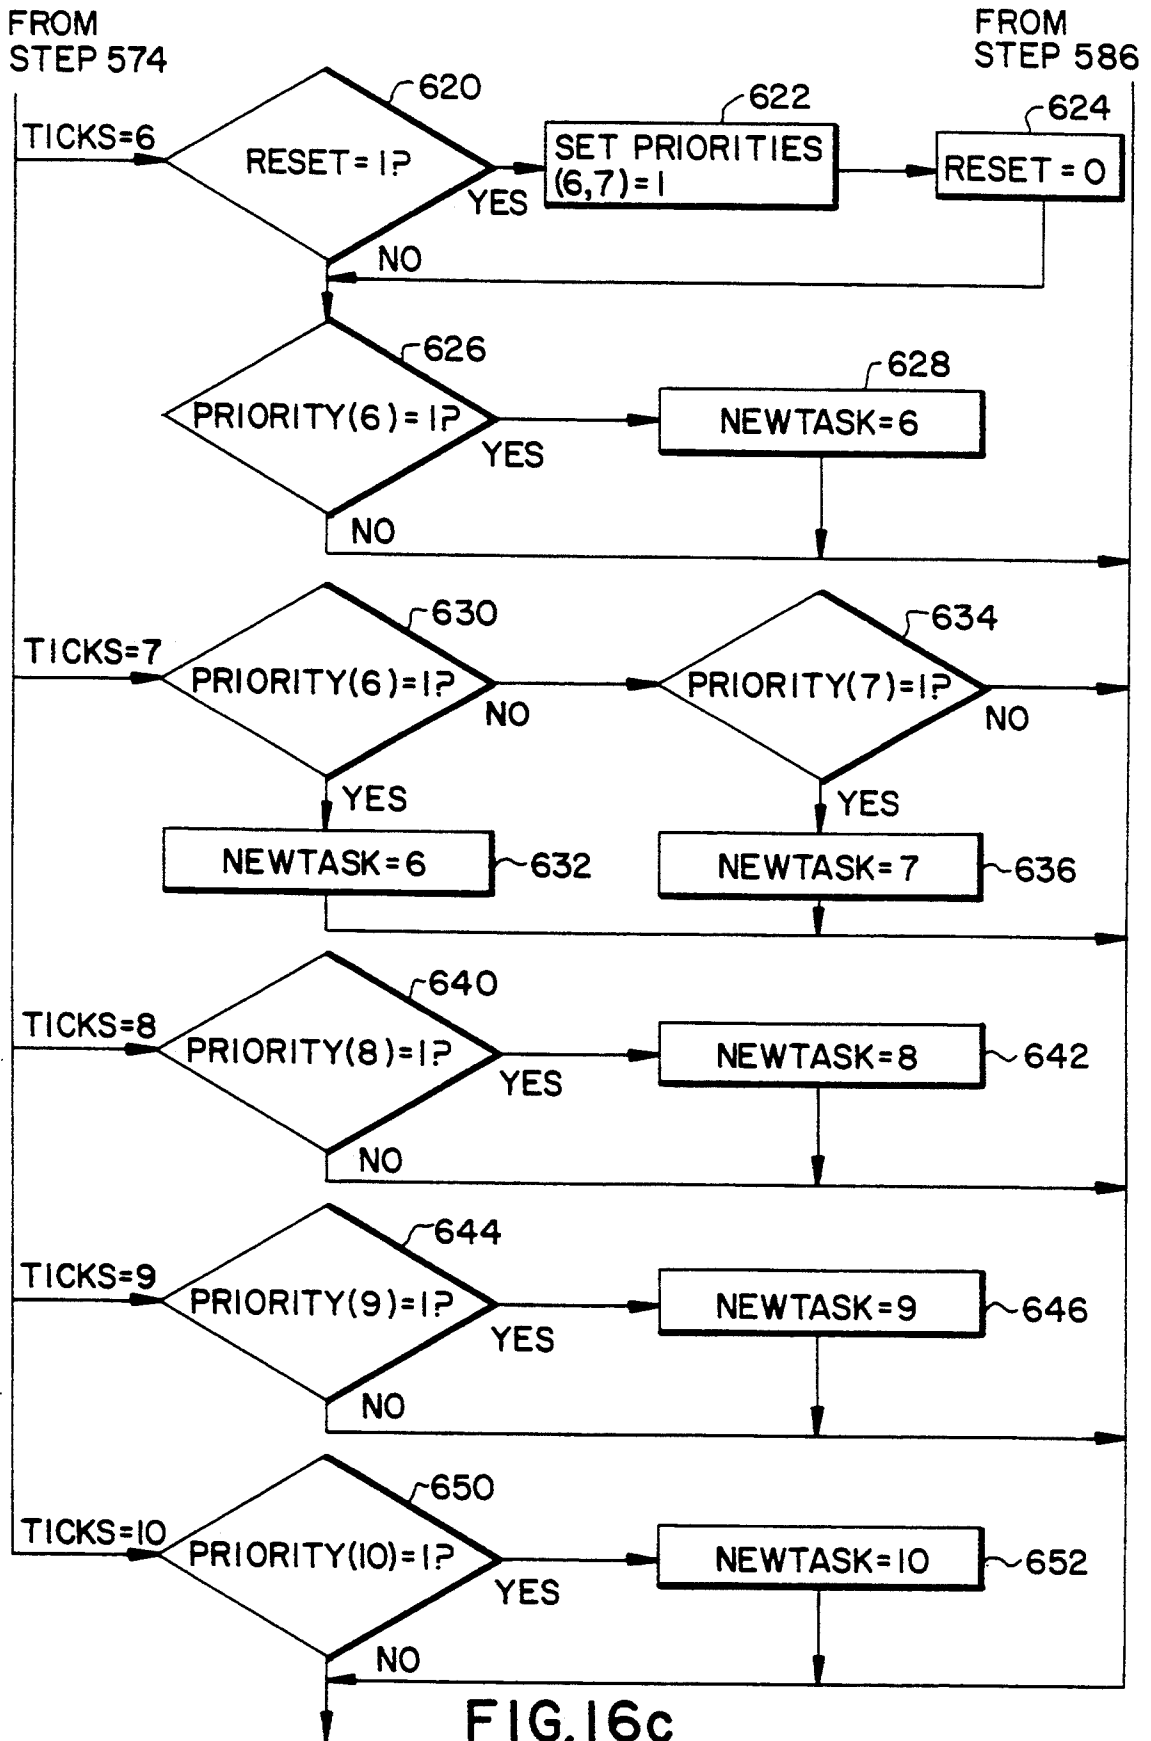 FROM
STEP 574
FROM
STEP 586
620
622
624
TICKS=6
RESET=1?
YES
SET PRIORITIES
(6,7)=1
RESET=0
NO
626
628
PRIORITY(6)=1?
YES
NEWTASK=6
NO
630
634
TICKS=7
PRIORITY(6)=1?
NO
PRIORITY(7)=1?
NO
YES
YES
NEWTASK=6
632
NEWTASK=7
636
640
TICKS=8
PRIORITY(8)=1?
YES
NEWTASK=8
642
NO
644
TICKS=9
PRIORITY(9)=1?
YES
NEWTASK=9
646
NO
650
TICKS=10
PRIORITY(10)=1?
YES
NEWTASK=10
652
NO
FIG.16c